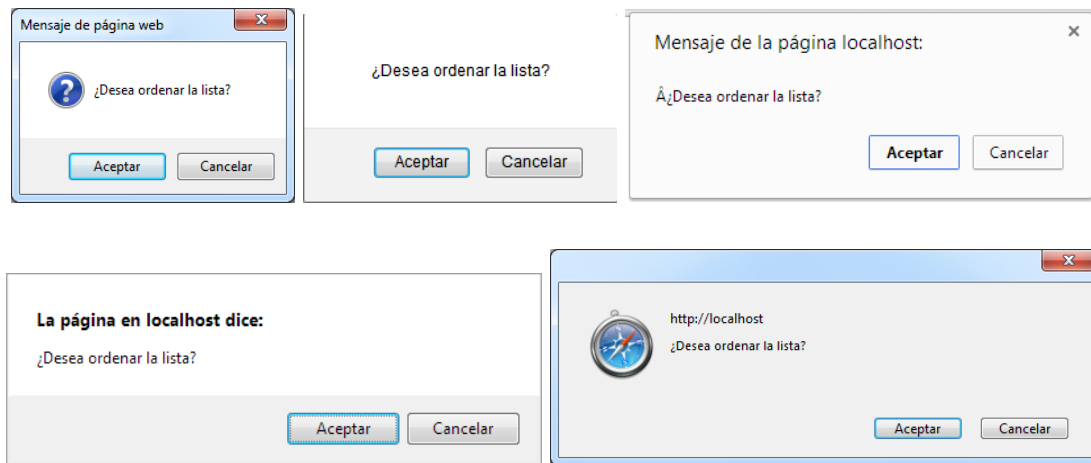 Mensaje de página web
¿Desea ordenar la lista?
Aceptar Cancelar
¿Desea ordenar la lista?
Aceptar Cancelar
Mensaje de la página localhost:
Â¿Desea ordenar la lista?
Aceptar Cancelar
La página en localhost dice:
¿Desea ordenar la lista?
Aceptar Cancelar
http://localhost
¿Desea ordenar la lista?
Aceptar Cancelar